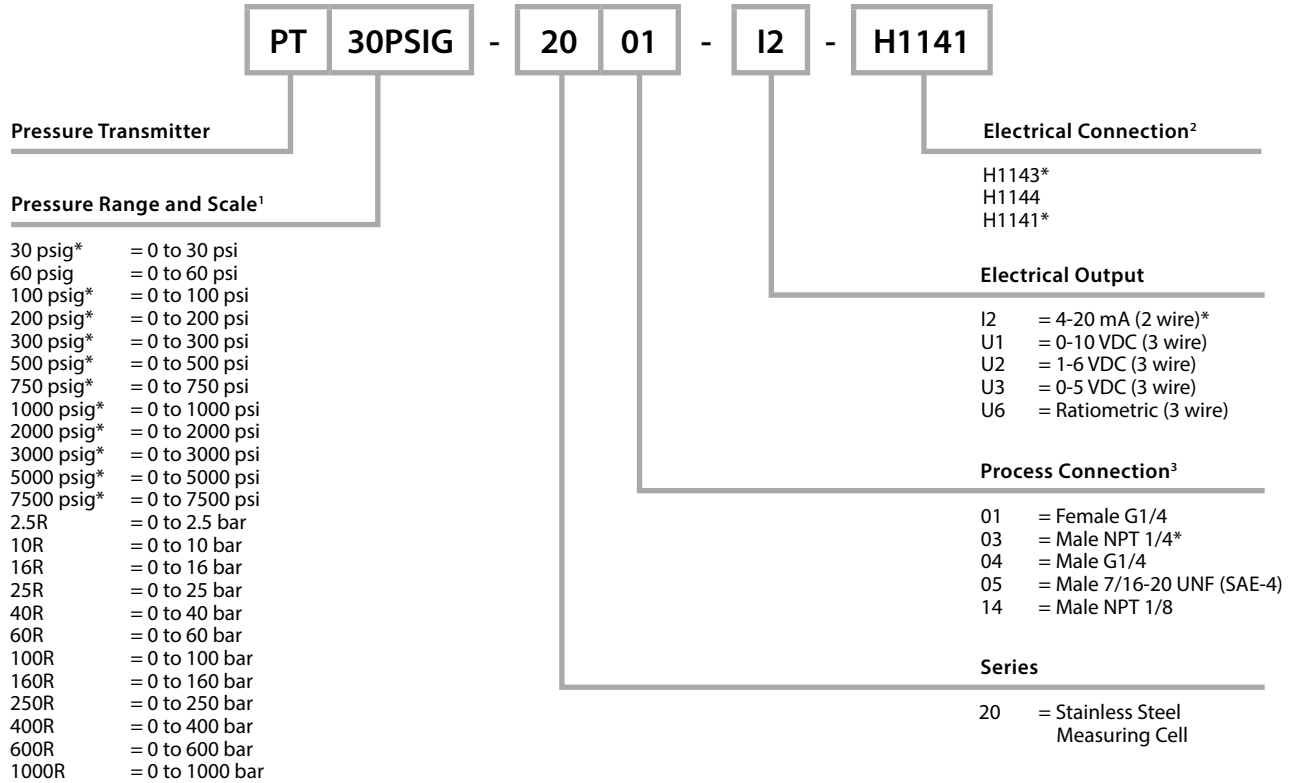 PT 30PSIG - 20 01 - I2 - H1141
Pressure Transmitter
Pressure Range and Scale¹
30 psig* = 0 to 30 psi
60 psig = 0 to 60 psi
100 psig* = 0 to 100 psi
200 psig* = 0 to 200 psi
300 psig* = 0 to 300 psi
500 psig* = 0 to 500 psi
750 psig* = 0 to 750 psi
1000 psig* = 0 to 1000 psi
2000 psig* = 0 to 2000 psi
3000 psig* = 0 to 3000 psi
5000 psig* = 0 to 5000 psi
7500 psig* = 0 to 7500 psi
2.5R = 0 to 2.5 bar
10R = 0 to 10 bar
16R = 0 to 16 bar
25R = 0 to 25 bar
40R = 0 to 40 bar
60R = 0 to 60 bar
100R = 0 to 100 bar
160R = 0 to 160 bar
250R = 0 to 250 bar
400R = 0 to 400 bar
600R = 0 to 600 bar
1000R = 0 to 1000 bar
Electrical Connection²
H1143*
H1144
H1141*
Electrical Output
I2 = 4-20 mA (2 wire)*
U1 = 0-10 VDC (3 wire)
U2 = 1-6 VDC (3 wire)
U3 = 0-5 VDC (3 wire)
U6 = Ratiometric (3 wire)
Process Connection³
01 = Female G1/4
03 = Male NPT 1/4*
04 = Male G1/4
05 = Male 7/16-20 UNF (SAE-4)
14 = Male NPT 1/8
Series
20 = Stainless Steel
Measuring Cell